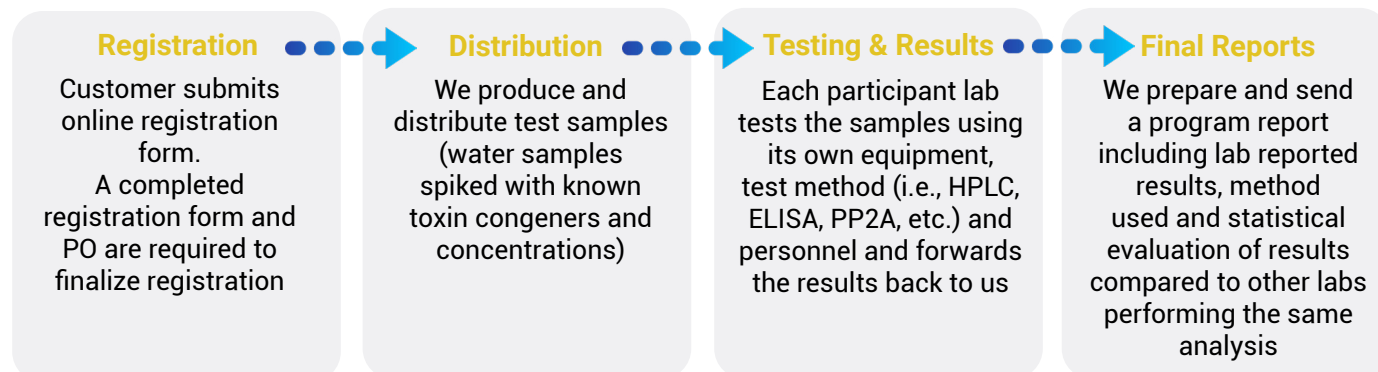 Registration
Customer submits
online registration
form.
A completed
registration form and
PO are required to
finalize registration
Distribution
We produce and
distribute test samples
(water samples
spiked with known
toxin congeners and
concentrations)
Testing & Results
Each participant lab
tests the samples using
its own equipment,
test method (i.e., HPLC,
ELISA, PP2A, etc.) and
personnel and forwards
the results back to us
Final Reports
We prepare and send
a program report
including lab reported
results, method
used and statistical
evaluation of results
compared to other labs
performing the same
analysis